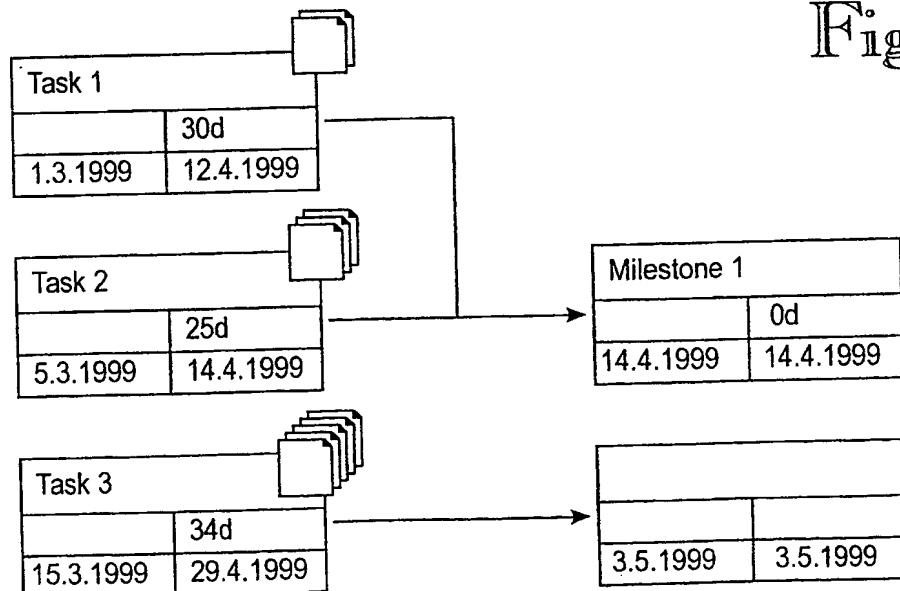 Fig
Task 1
30d
1.3.1999 12.4.1999
Task 2
25d
5.3.1999 14.4.1999
Milestone 1
0d
14.4.1999 14.4.1999
Task 3
34d
15.3.1999 29.4.1999
3.5.1999 3.5.1999